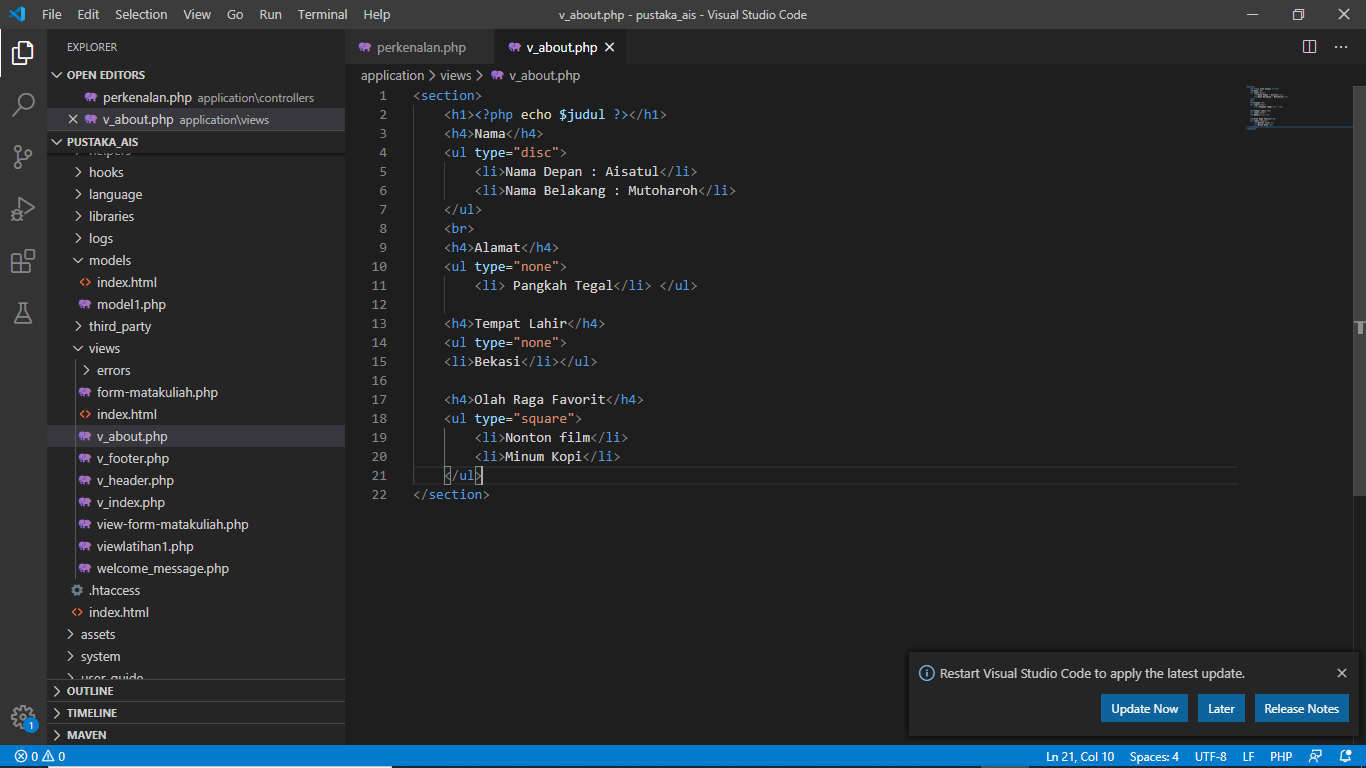 File Edit Selection View Go Run Terminal Help v_about.php - pustaka_ais - Visual Studio Code
EXPLORER
OPEN EDITORS
perkenalan.php application\controllers
v_about.php application\views
PUSTAKA_AIS
helpers
hooks
language
libraries
logs
models
index.html
model1.php
third_party
views
errors
form-matakuliah.php
index.html
v_about.php
v_footer.php
v_header.php
v_index.php
view-form-matakuliah.php
viewlatihan1.php
welcome_message.php
.htaccess
index.html
assets
system
user_guide
OUTLINE
TIMELINE
MAVEN
perkenalan.php v_about.php
application > views > v_about.php
1 <section>
2 <h1><?php echo $judul ?></h1>
3 <h4>Nama</h4>
4 <ul type="disc">
5 <li>Nama Depan : Aisatul</li>
6 <li>Nama Belakang : Mutoharoh</li>
7 </ul>
8 <br>
9 <h4>Alamat</h4>
10 <ul type="none">
11 <li> Pangkah Tegal</li> </ul>
12
13 <h4>Tempat Lahir</h4>
14 <ul type="none">
15 <li>Bekasi</li></ul>
16
17 <h4>Olah Raga Favorit</h4>
18 <ul type="square">
19 <li>Nonton film</li>
20 <li>Minum Kopi</li>
21 </ul>
22 </section>
Restart Visual Studio Code to apply the latest update.
Update Now Later Release Notes
1
0 0 Ln 21, Col 10 Spaces: 4 UTF-8 LF PHP